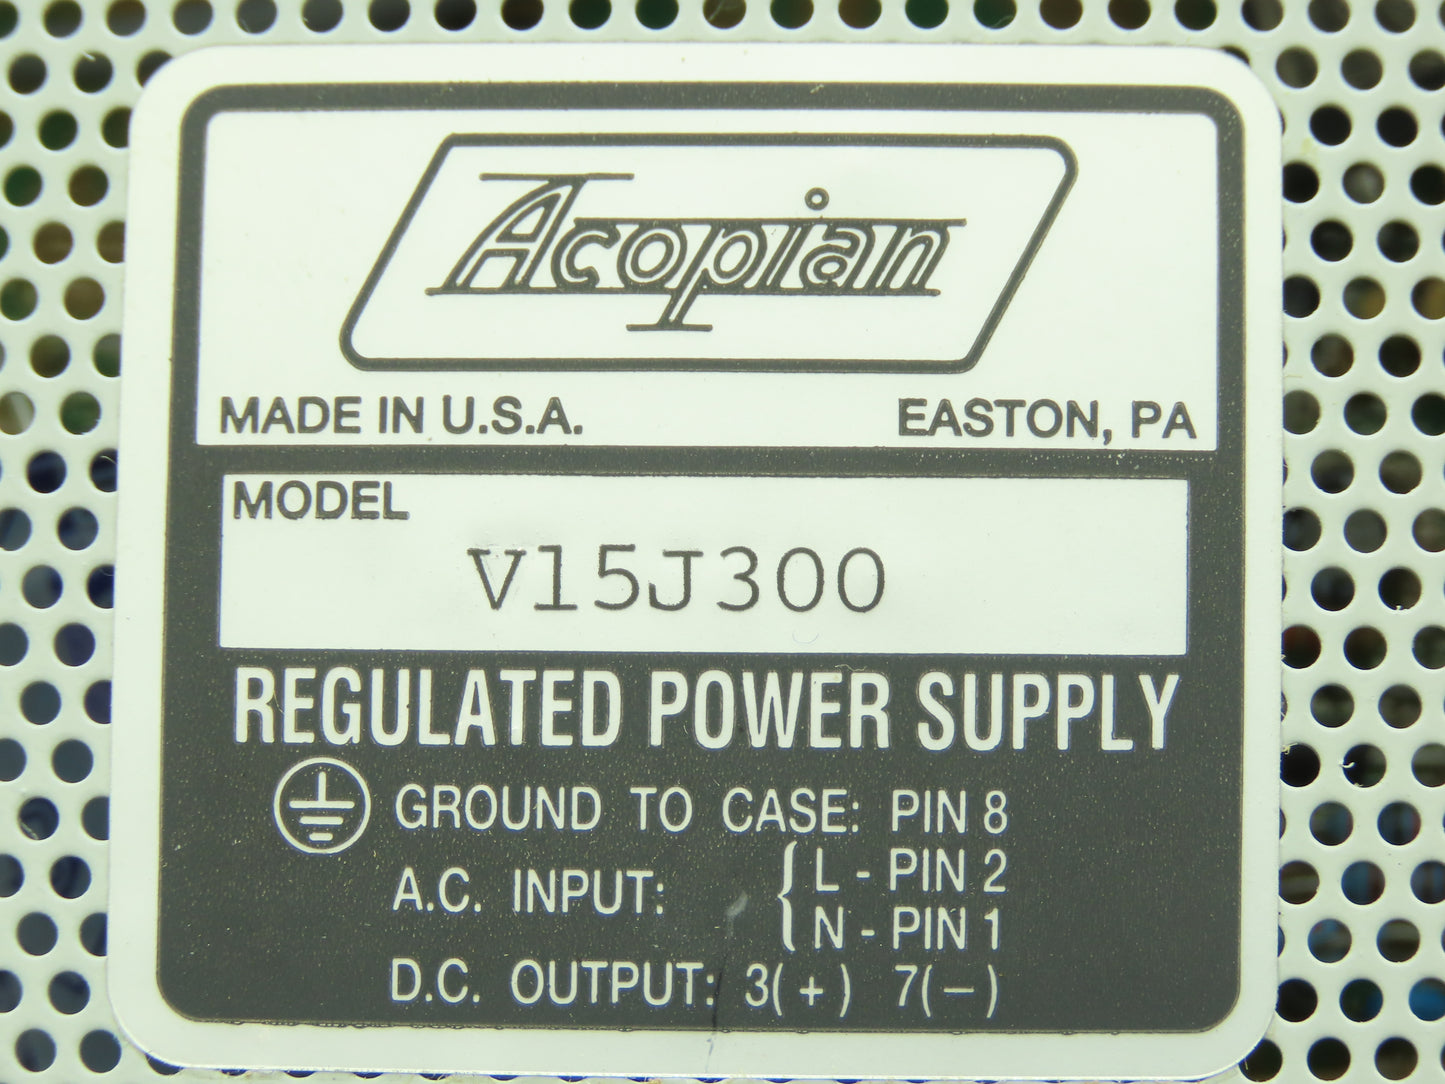 Acopian
MADE IN U.S.A. EASTON, PA
MODEL
V15J300
REGULATED POWER SUPPLY
GROUND TO CASE: PIN 8
A.C. INPUT: { L - PIN 2
N - PIN 1
D.C. OUTPUT: 3(+) 7(-)